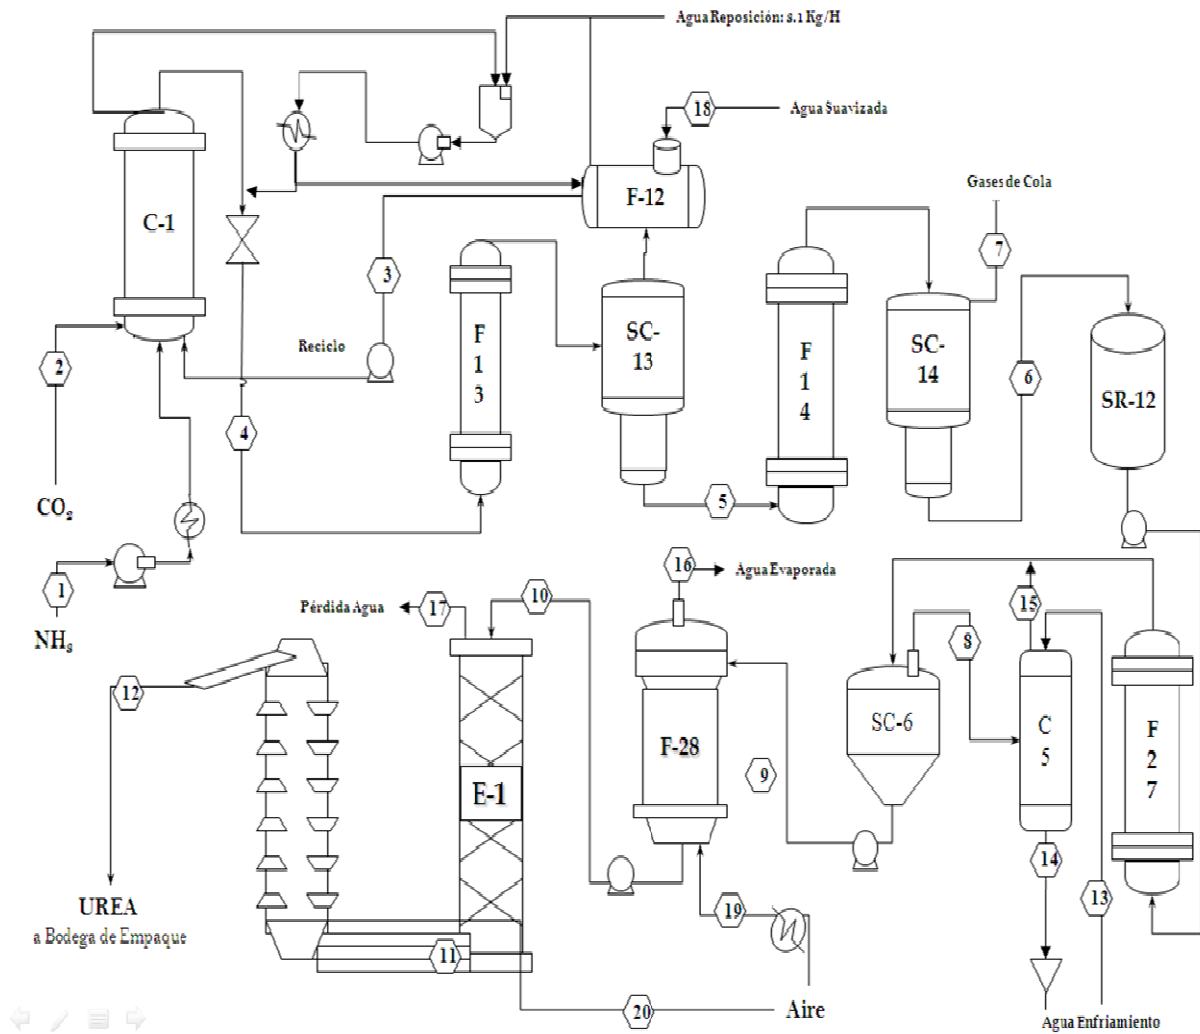 Agua Reposición: 8.1 Kg/H
18
Agua Suavizada
F-12
Gases de Cola
C-1
7
3
SC-
13
F
1
3
F
1
4
SC-
14
6
SR-12
Reciclo
2
4
5
CO₂
1
NH₃
16
Agua Evaporada
10
Pérdida Agua
17
15
8
12
SC-6
C
5
F
2
7
F-28
9
E-1
14
13
UREA
a Bodega de Empaque
19
11
20
Aire
Agua Enfriamiento